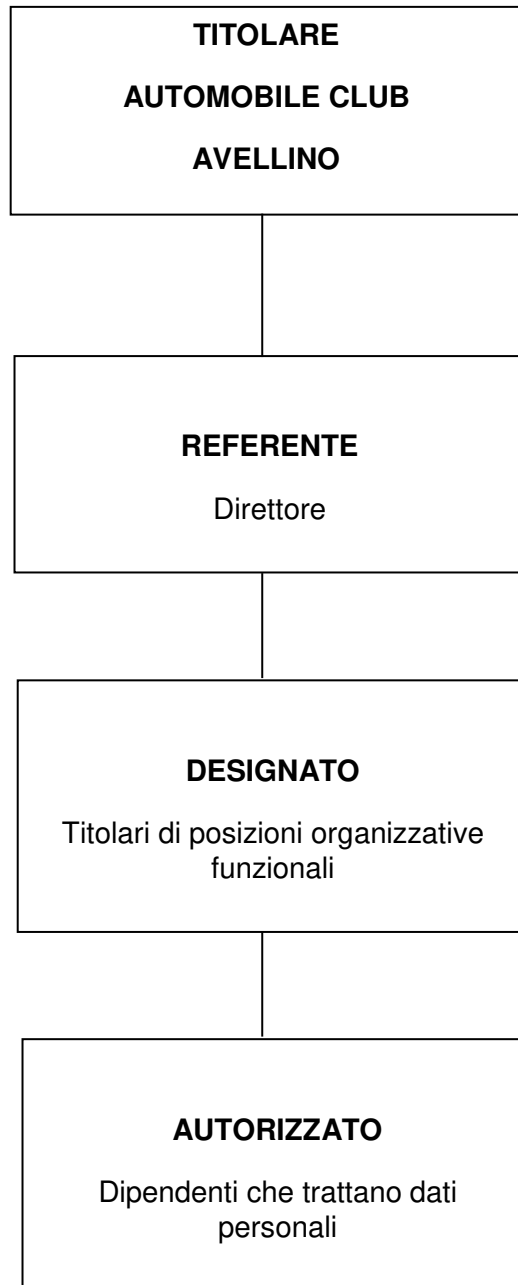 TITOLARE
AUTOMOBILE CLUB
AVELLINO
REFERENTE
Direttore
DESIGNATO
Titolari di posizioni organizzative
funzionali
AUTORIZZATO
Dipendenti che trattano dati
personali